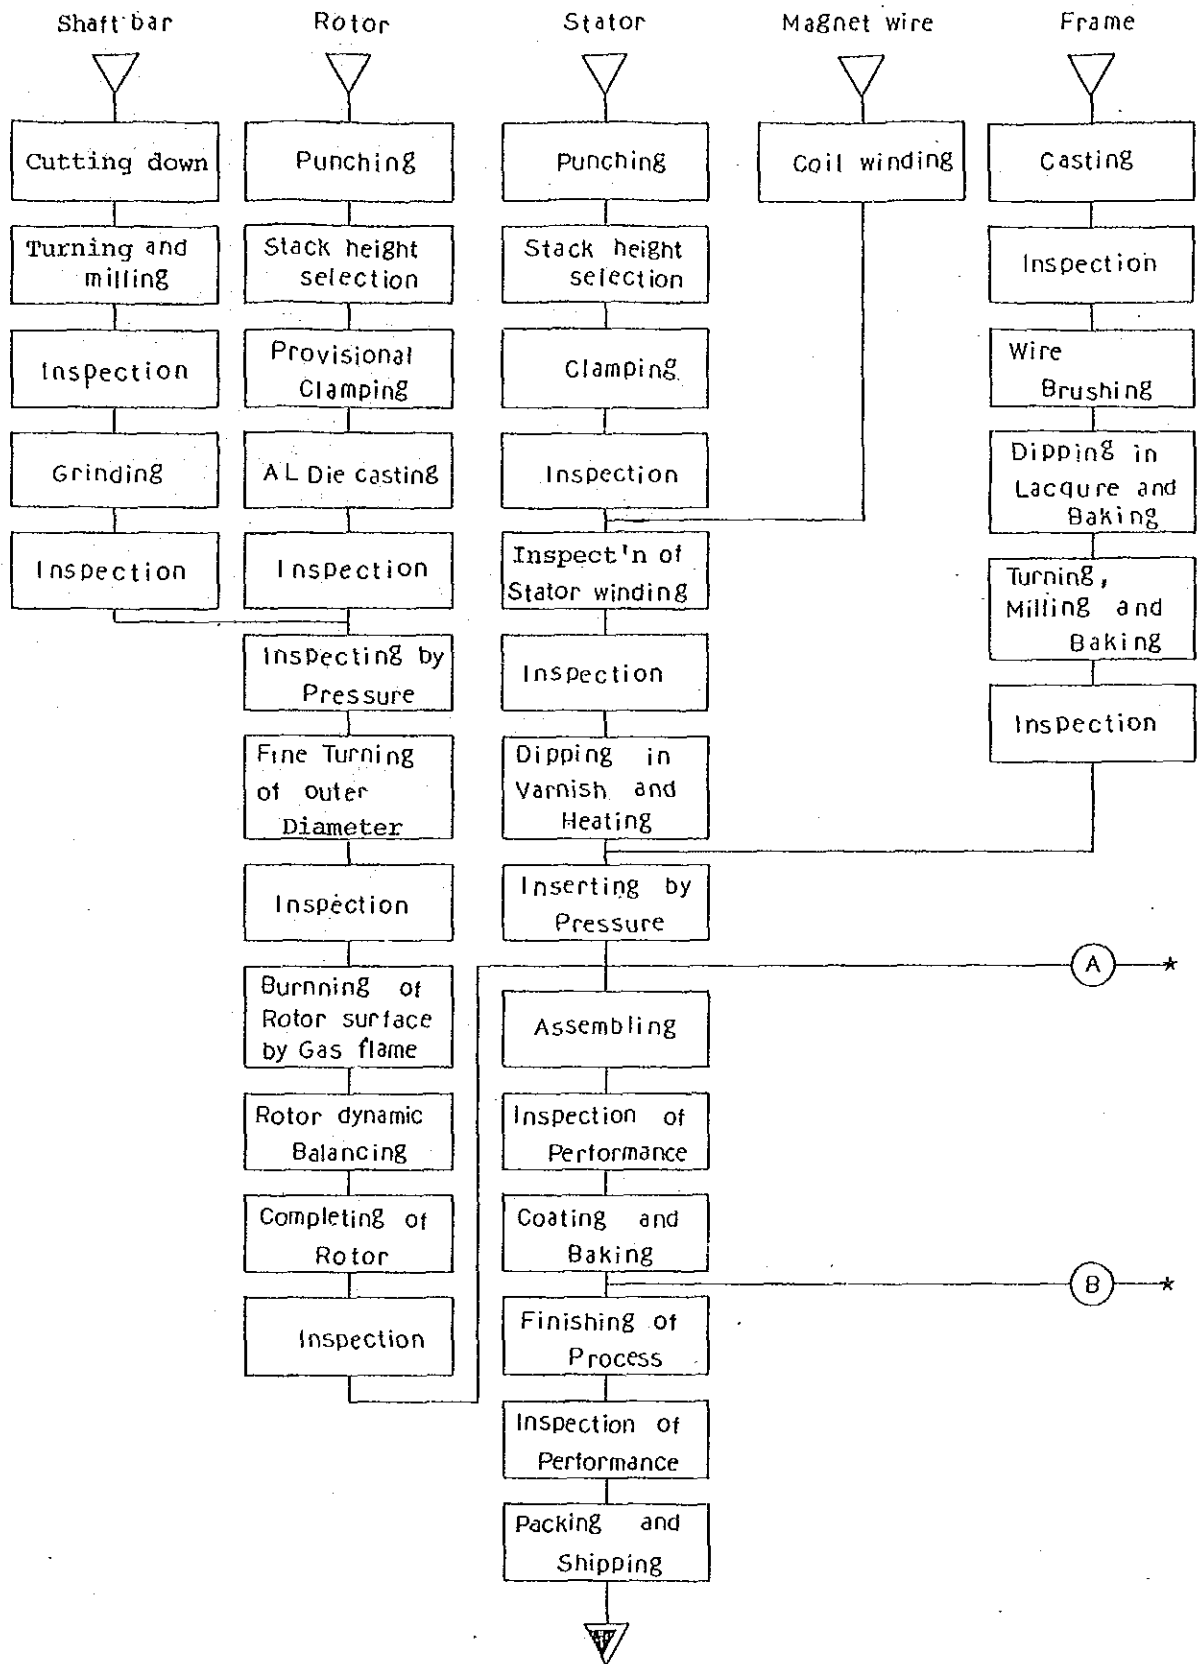 Shaft bar
Rotor
Stator
Magnet wire
Frame
Cutting down
Turning and
milling
Inspection
Grinding
Inspection
Punching
Stack height
selection
Provisional
Clamping
AL Die casting
Inspection
Inspecting by
Pressure
Fine Turning
of outer
Diameter
Inspection
Burnning of
Rotor surface
by Gas flame
Rotor dynamic
Balancing
Completing of
Rotor
Inspection
Punching
Stack height
selection
Clamping
Inspection
Inspect'n of
Stator winding
Inspection
Dipping in
Varnish and
Heating
Inserting by
Pressure
Assembling
Inspection of
Performance
Coating and
Baking
Finishing of
Process
Inspection of
Performance
Packing and
Shipping
Coil winding
Casting
Inspection
Wire
Brushing
Dipping in
Lacqure and
Baking
Turning,
Milling and
Baking
Inspection
A *
B *